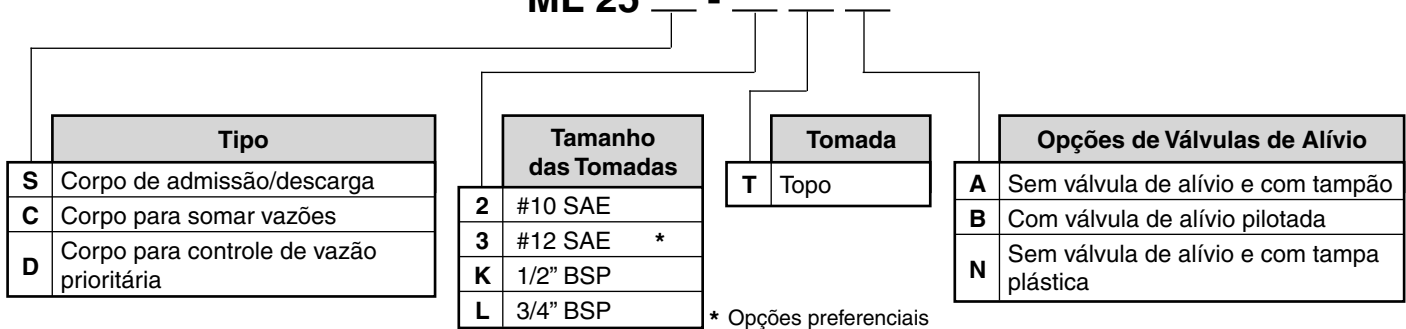 ME 25 __ - __ __ __
Tipo
S Corpo de admissão/descarga
C Corpo para somar vazões
D Corpo para controle de vazão
prioritária
Tamanho
das Tomadas
2 #10 SAE
3 #12 SAE *
K 1/2” BSP
L 3/4” BSP
* Opções preferenciais
Tomada
T Topo
Opções de Válvulas de Alívio
A Sem válvula de alívio e com tampão
B Com válvula de alívio pilotada
N Sem válvula de alívio e com tampa
plástica